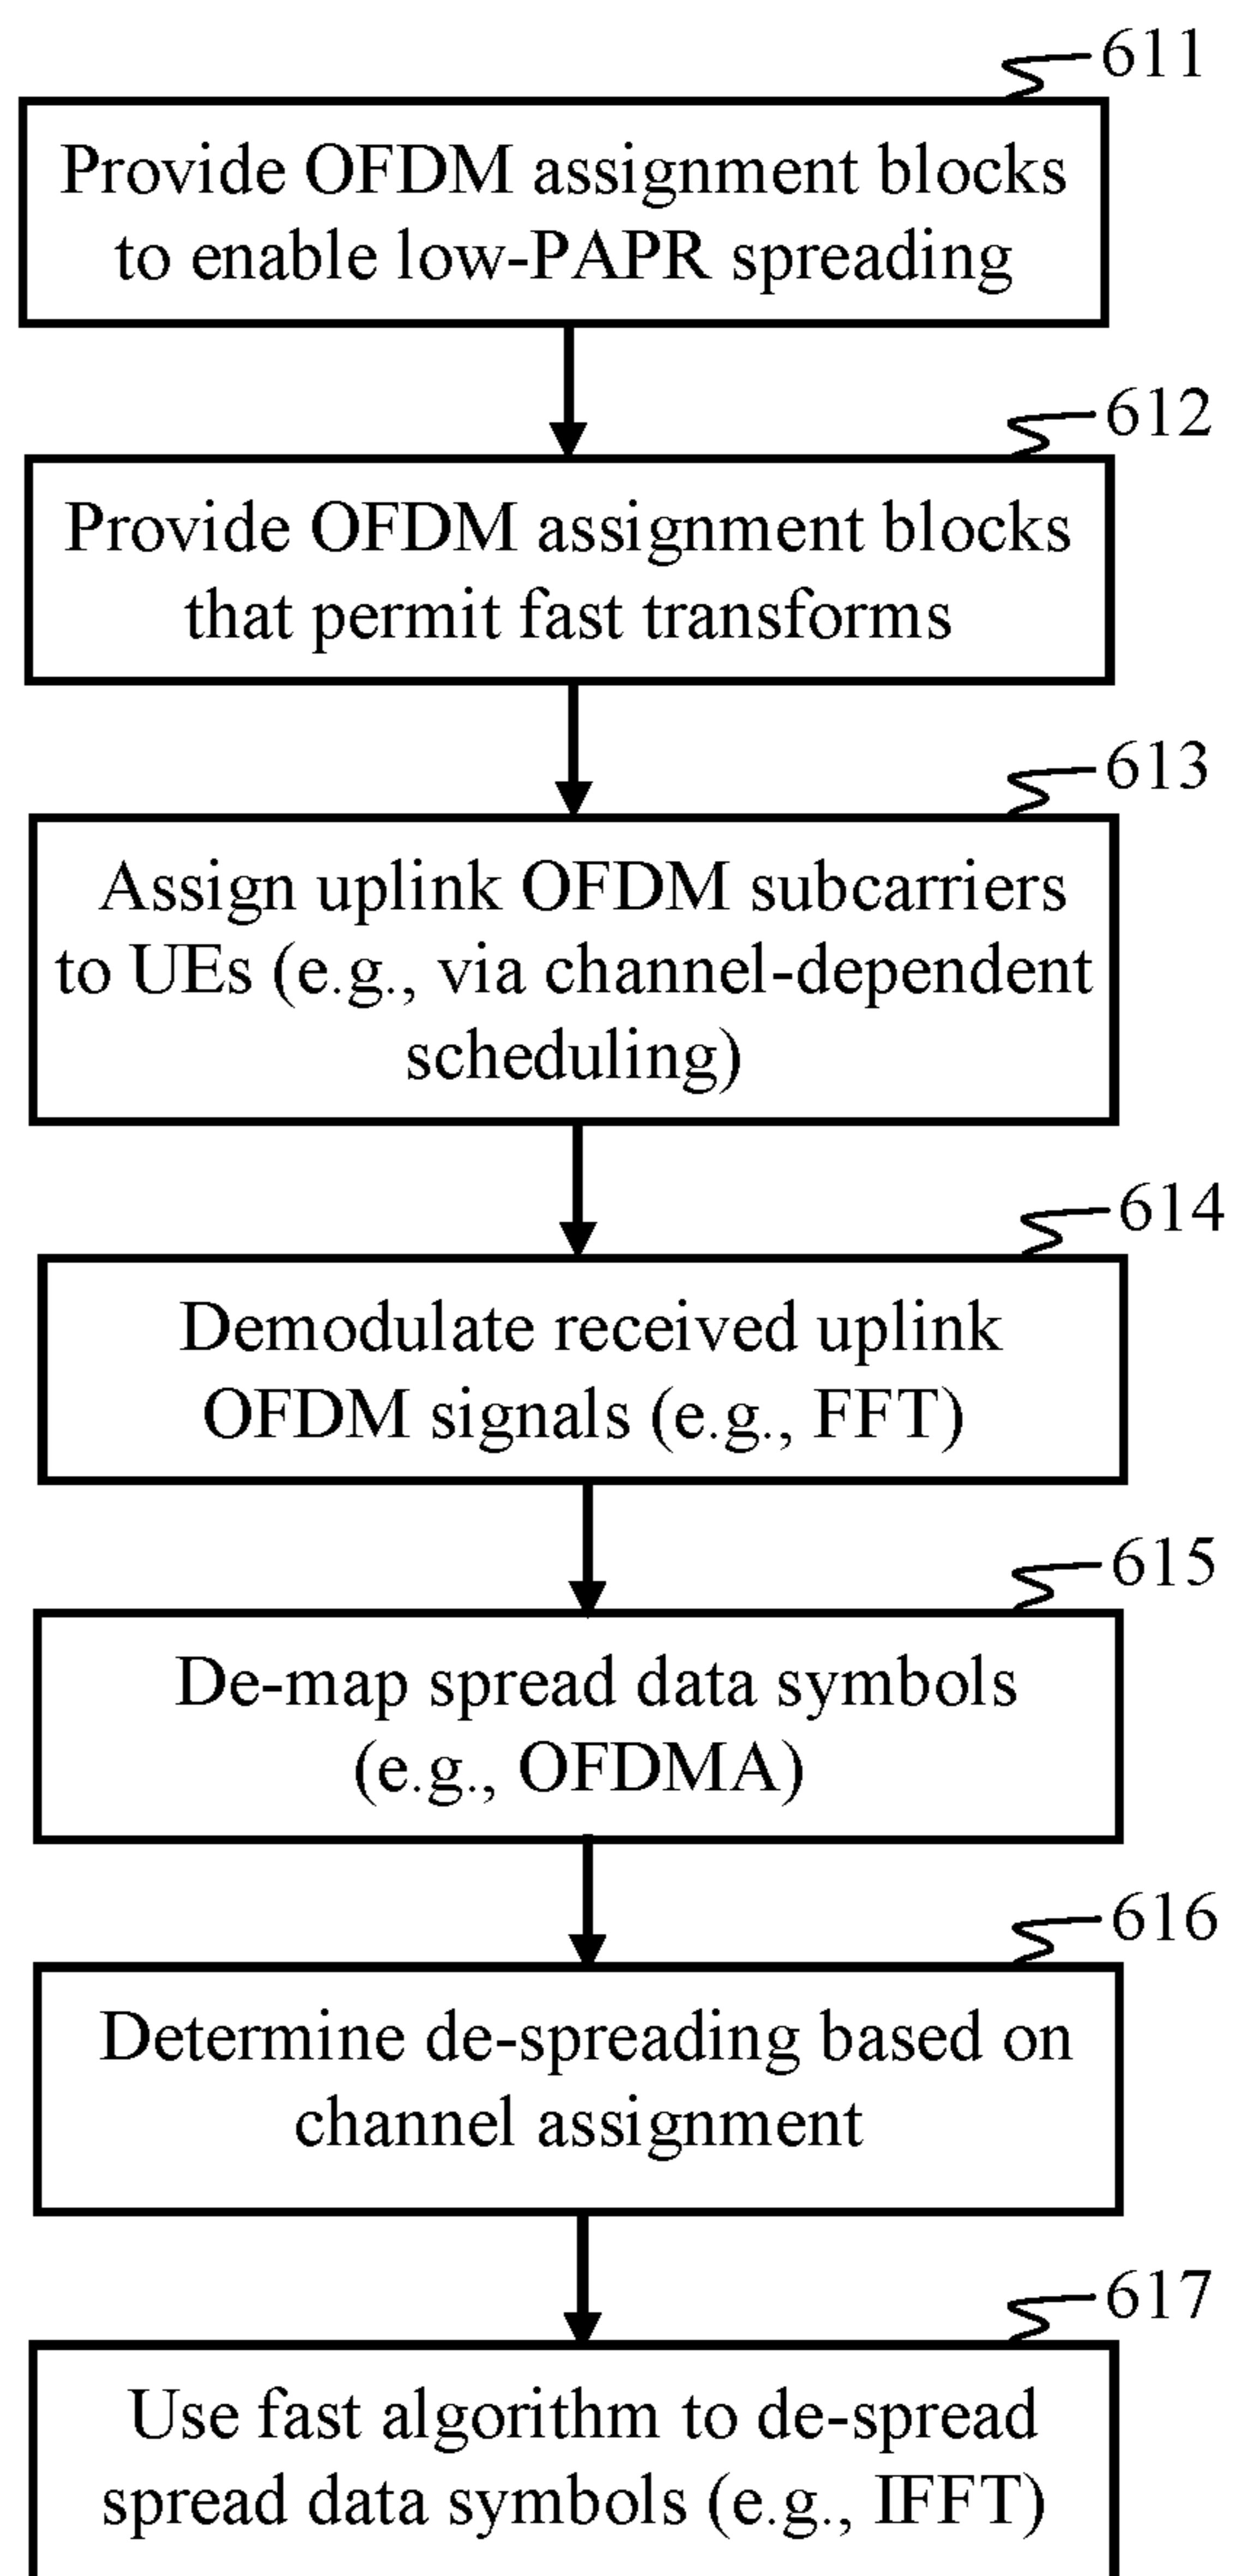 611
Provide OFDM assignment blocks
to enable low-PAPR spreading
612
Provide OFDM assignment blocks
that permit fast transforms
613
Assign uplink OFDM subcarriers
to UEs (e.g., via channel-dependent
scheduling)
614
Demodulate received uplink
OFDM signals (e.g., FFT)
615
De-map spread data symbols
(e.g., OFDMA)
616
Determine de-spreading based on
channel assignment
617
Use fast algorithm to de-spread
spread data symbols (e.g., IFFT)